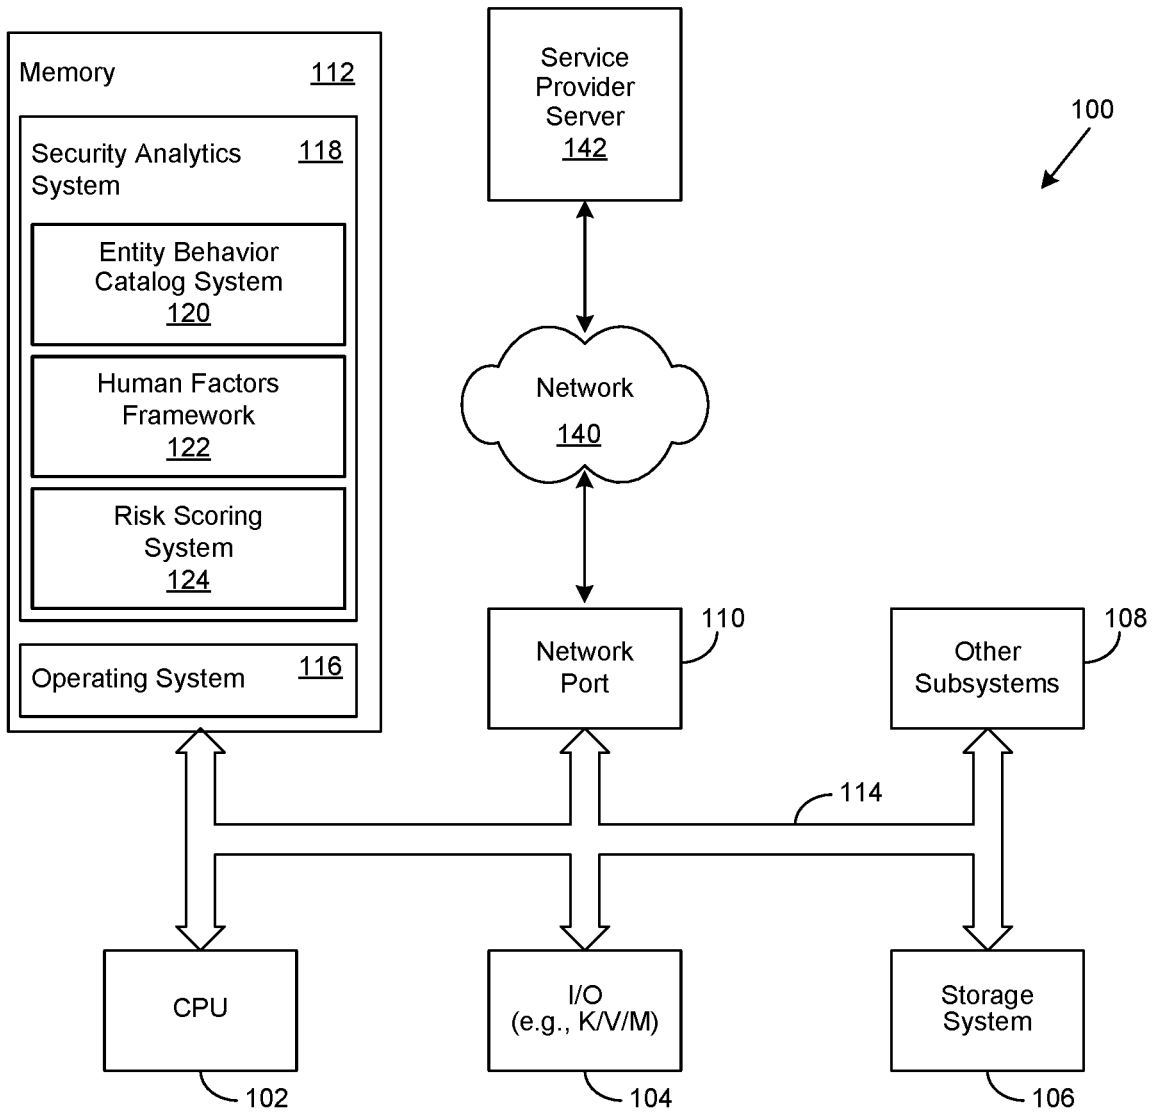 Memory 112
Security Analytics 118
System
Entity Behavior
Catalog System
120
Human Factors
Framework
122
Risk Scoring
System
124
Operating System 116
Service
Provider
Server
142
100
Network
140
Network
Port
110
Other
Subsystems
108
114
CPU
102
I/O
(e.g., K/V/M)
104
Storage
System
106